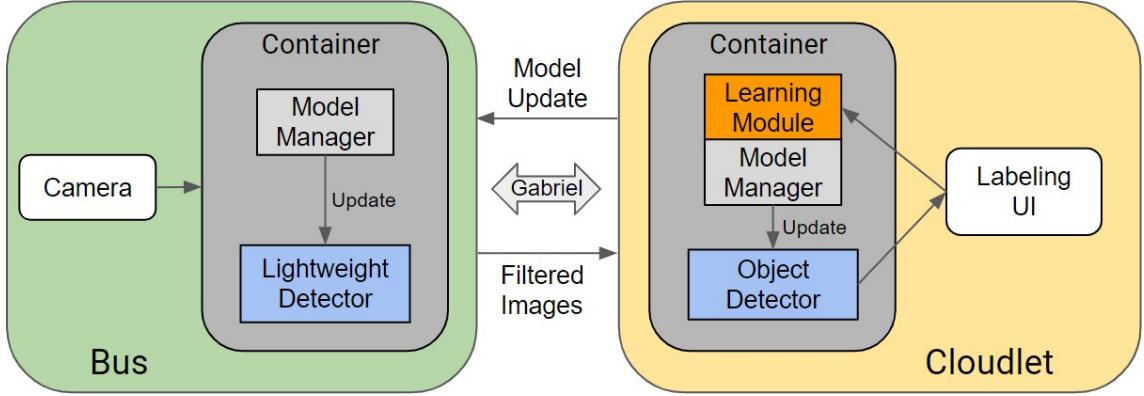 Container
Model
Manager
Camera
Update
Lightweight
Detector
Bus
Model
Update
Gabriel
Filtered
Images
Container
Learning
Module
Model
Manager
Update
Object
Detector
Labeling
UI
Cloudlet